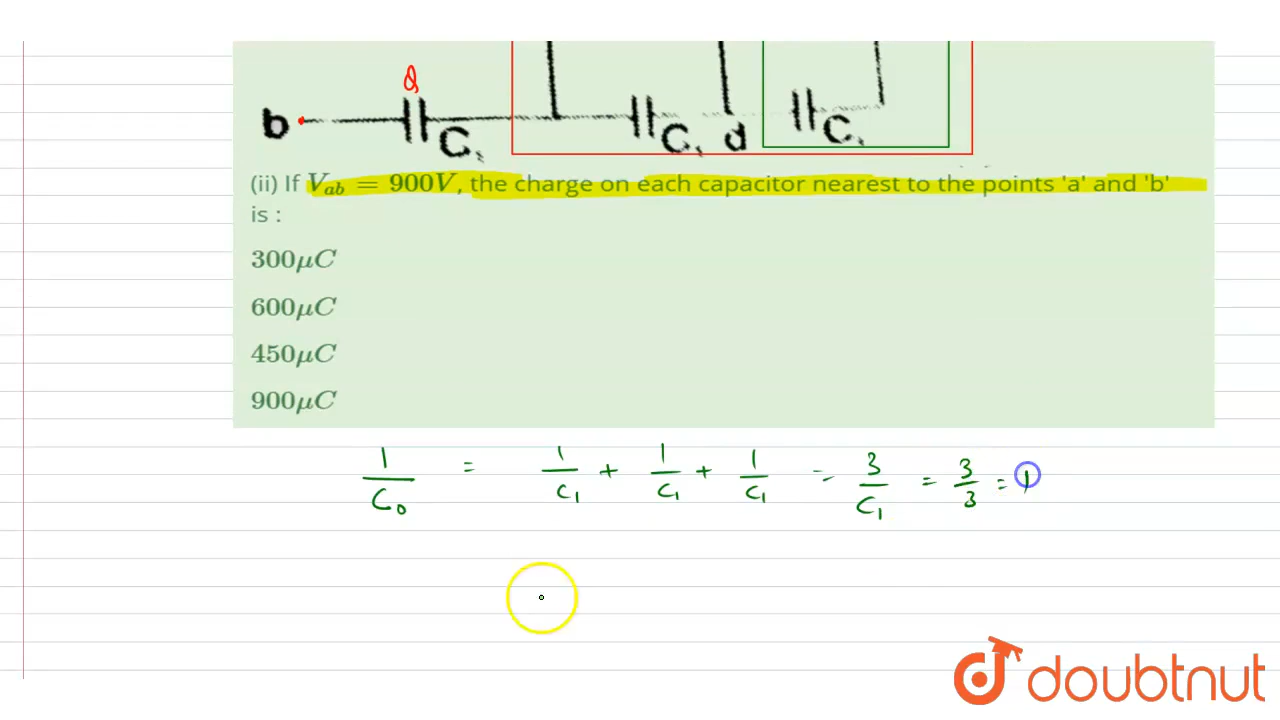 Q
b C₁ C₁ d C₁
(ii) If V_ab = 900V, the charge on each capacitor nearest to the points 'a' and 'b'
is :
300μC
600μC
450μC
900μC
1/C₀ = 1/C₁ + 1/C₁ + 1/C₁ = 3/C₁ = 3/3 = 1
doubtnut